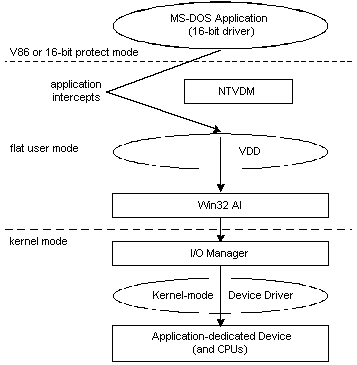 MS-DOS Application
(16-bit driver)
V86 or 16-bit protect mode
application
intercepts
NTVDM
flat user mode
VDD
Win32 AI
kernel mode
I/O Manager
Kernel-mode Device Driver
Application-dedicated Device
(and CPUs)